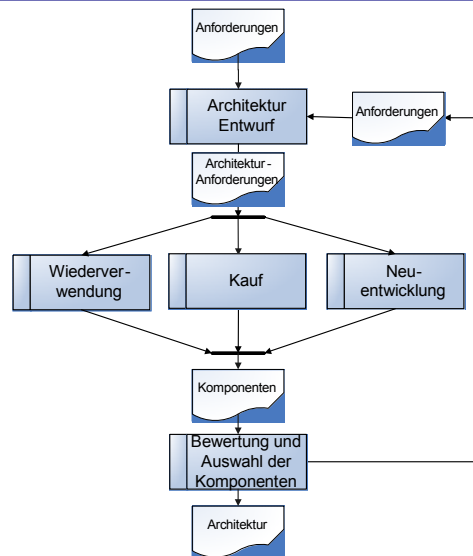 Anforderungen
Architektur
Entwurf
Anforderungen
Architektur-
Anforderungen
Wiederver-
wendung
Kauf
Neu-
entwicklung
Komponenten
Bewertung und
Auswahl der
Komponenten
Architektur